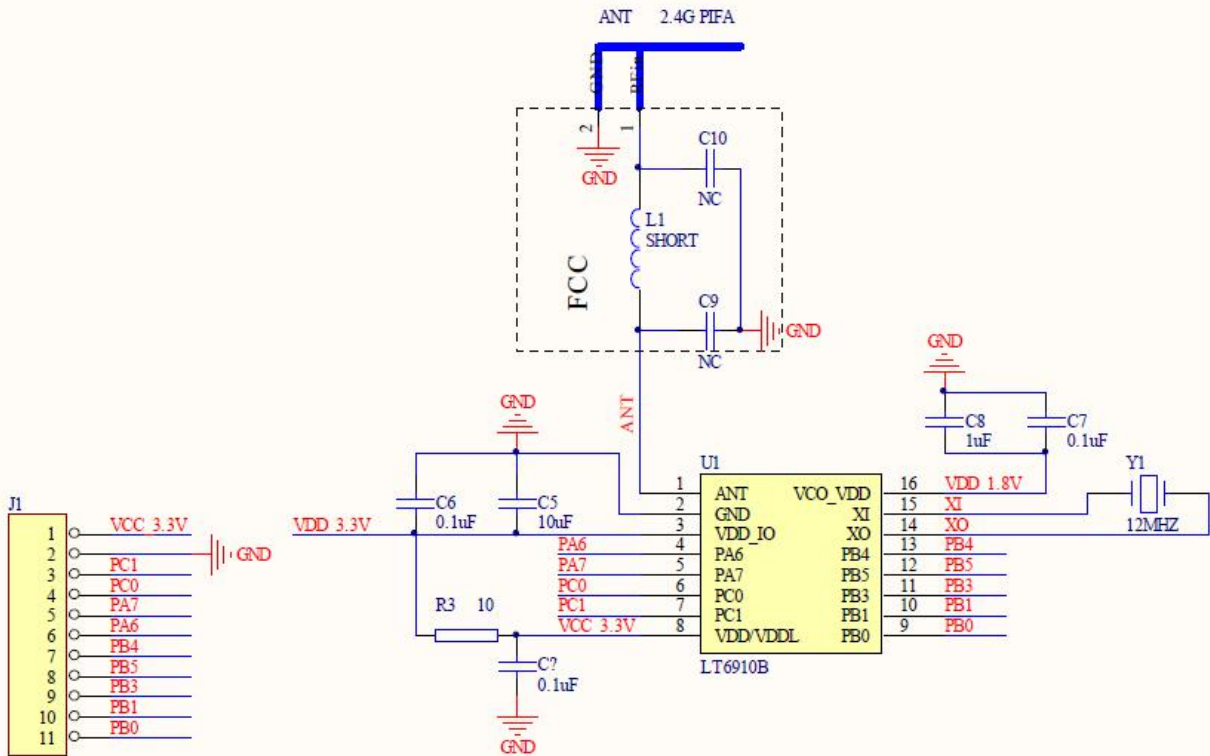 ANT 2.4G PIFA
GND
RFin
2
1
GND
C10
NC
L1
SHORT
FCC
C9
NC
GND
ANT
GND
C6
0.1uF
C5
10uF
VDD 3.3V
R3 10
C?
0.1uF
GND
GND
C8
1uF
C7
0.1uF
Y1
12MHZ
U1
1 ANT VCO_VDD 16 VDD 1.8V
2 GND XI 15 XI
3 VDD_IO XO 14 XO
PA6 4 PA6 PB4 13 PB4
PA7 5 PA7 PB5 12 PB5
PC0 6 PC0 PB3 11 PB3
PC1 7 PC1 PB1 10 PB1
VCC 3.3V 8 VDD/VDDL PB0 9 PB0
LT6910B
J1
1 VCC 3.3V
2 GND
3 PC1
4 PC0
5 PA7
6 PA6
7 PB4
8 PB5
9 PB3
10 PB1
11 PB0